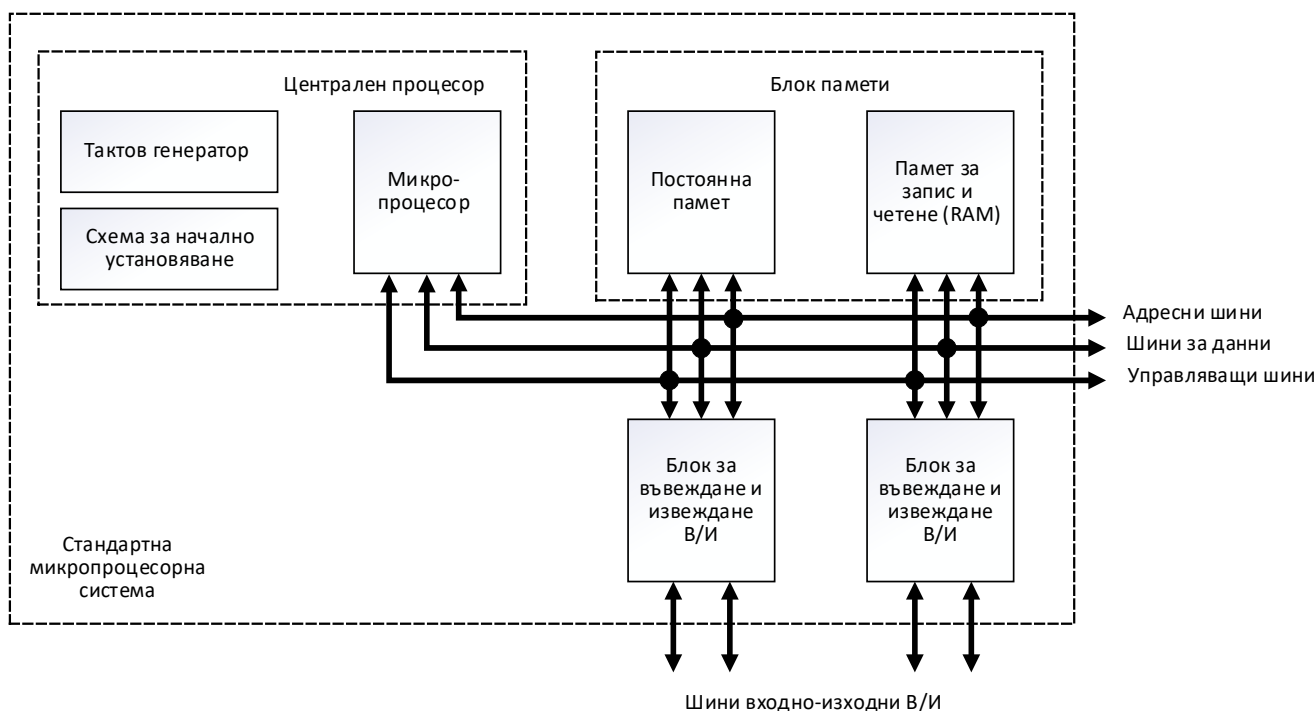 Централен процесор
Блок памети
Тактов генератор
Схема за начално
установяване
Микро-
процесор
Постоянна
памет
Памет за
запис и
четене (RAM)
Адресни шини
Шини за данни
Управляващи шини
Блок за
въвеждане и
извеждане
В/И
Блок за
въвеждане и
извеждане
В/И
Стандартна
микропроцесорна
система
Шини входно-изходни В/И